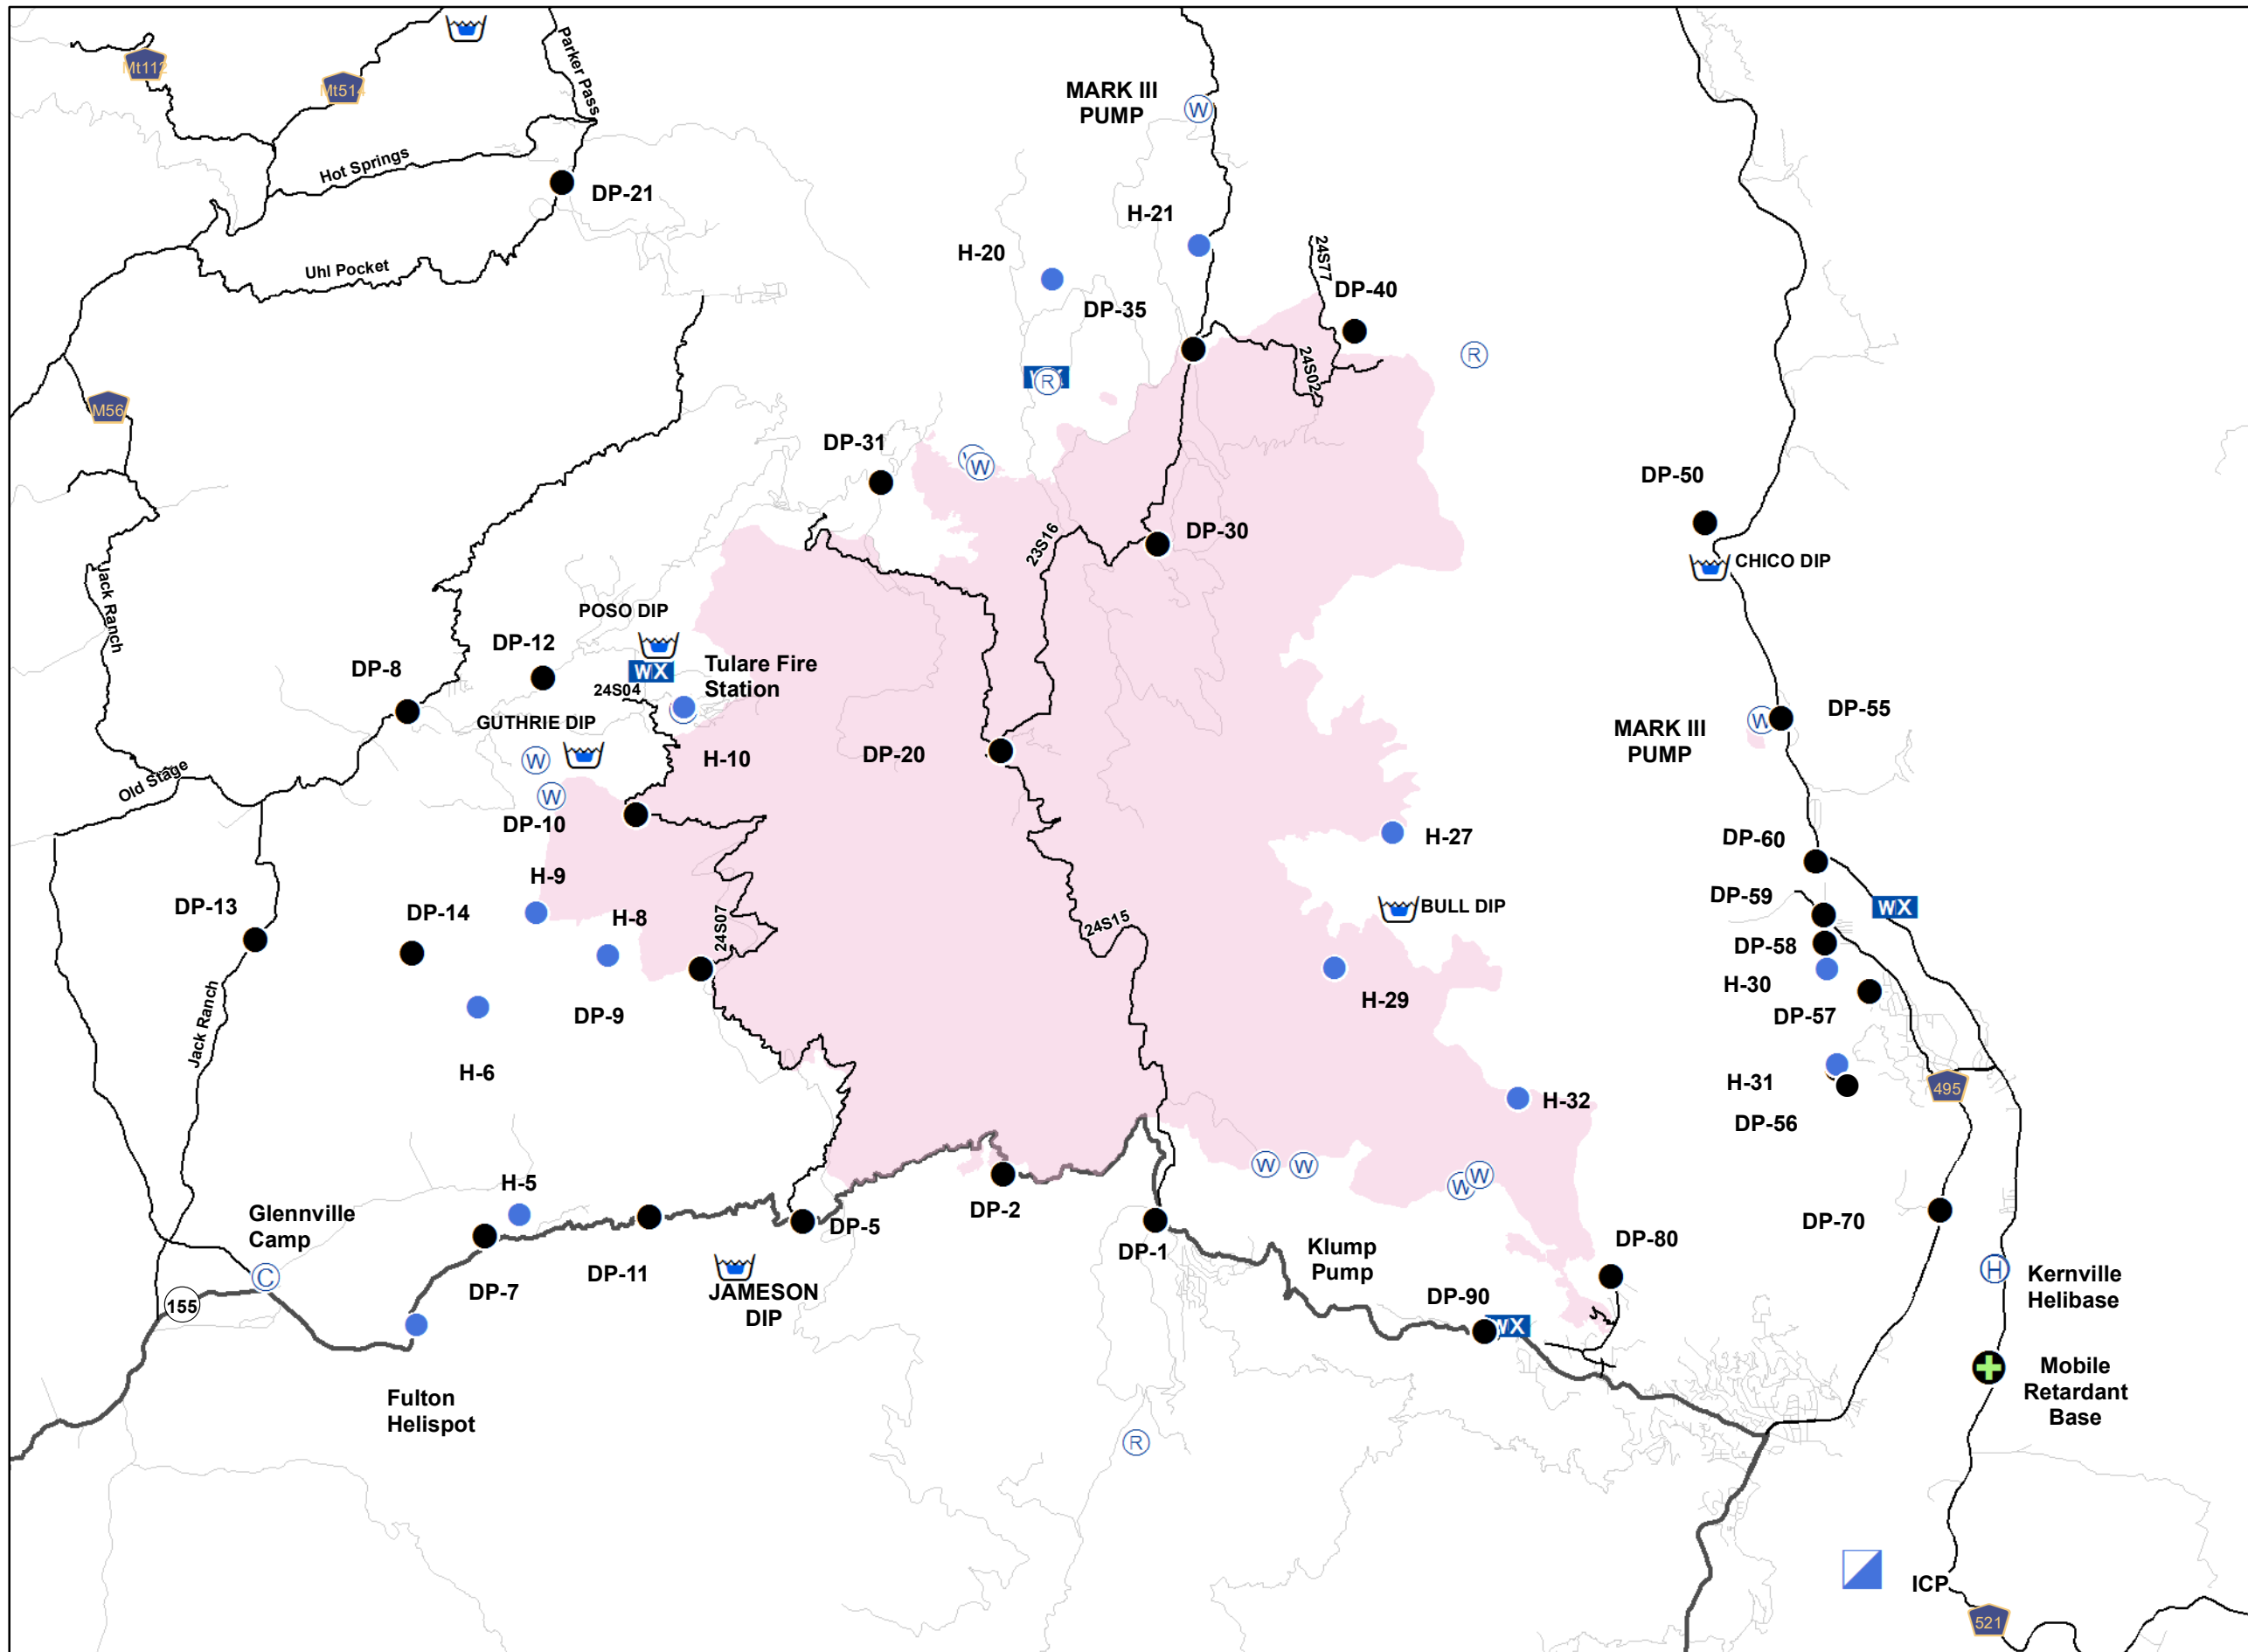 Parker Pass
Mt112
Mt514
MARK III
PUMP
W
Hot Springs
DP-21
H-21
H-20
24S77
Uhl Pocket
DP-40
DP-35
R
24S02
R
M56
DP-31
W
DP-50
23S16
DP-30
CHICO DIP
Jack Ranch
POSO DIP
DP-12
WX
Tulare Fire
Station
DP-8
24S04
GUTHRIE DIP
W
DP-55
MARK III
PUMP
W
H-10
DP-20
Old Stage
W
DP-10
H-27
DP-60
H-9
DP-59
WX
DP-13
DP-14
H-8
24S07
24S15
BULL DIP
DP-58
H-30
H-29
DP-9
DP-57
Jack Ranch
H-6
H-31
495
H-32
DP-56
W
W
W
W
H-5
DP-2
DP-5
DP-70
Glennville
Camp
C
DP-1
Klump
Pump
DP-80
DP-11
DP-7
H
Kernville
Helibase
JAMESON
DIP
155
DP-90
WX
Mobile
Retardant
Base
Fulton
Helispot
R
ICP
521